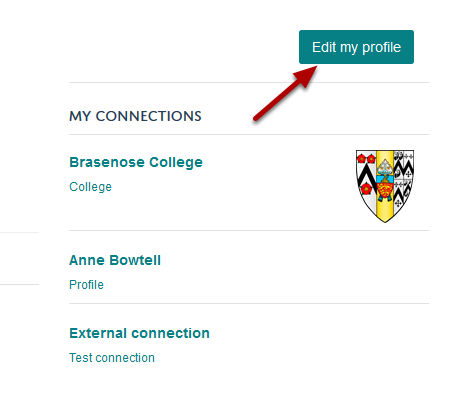 Edit my profile
MY CONNECTIONS
Brasenose College
College
Anne Bowtell
Profile
External connection
Test connection